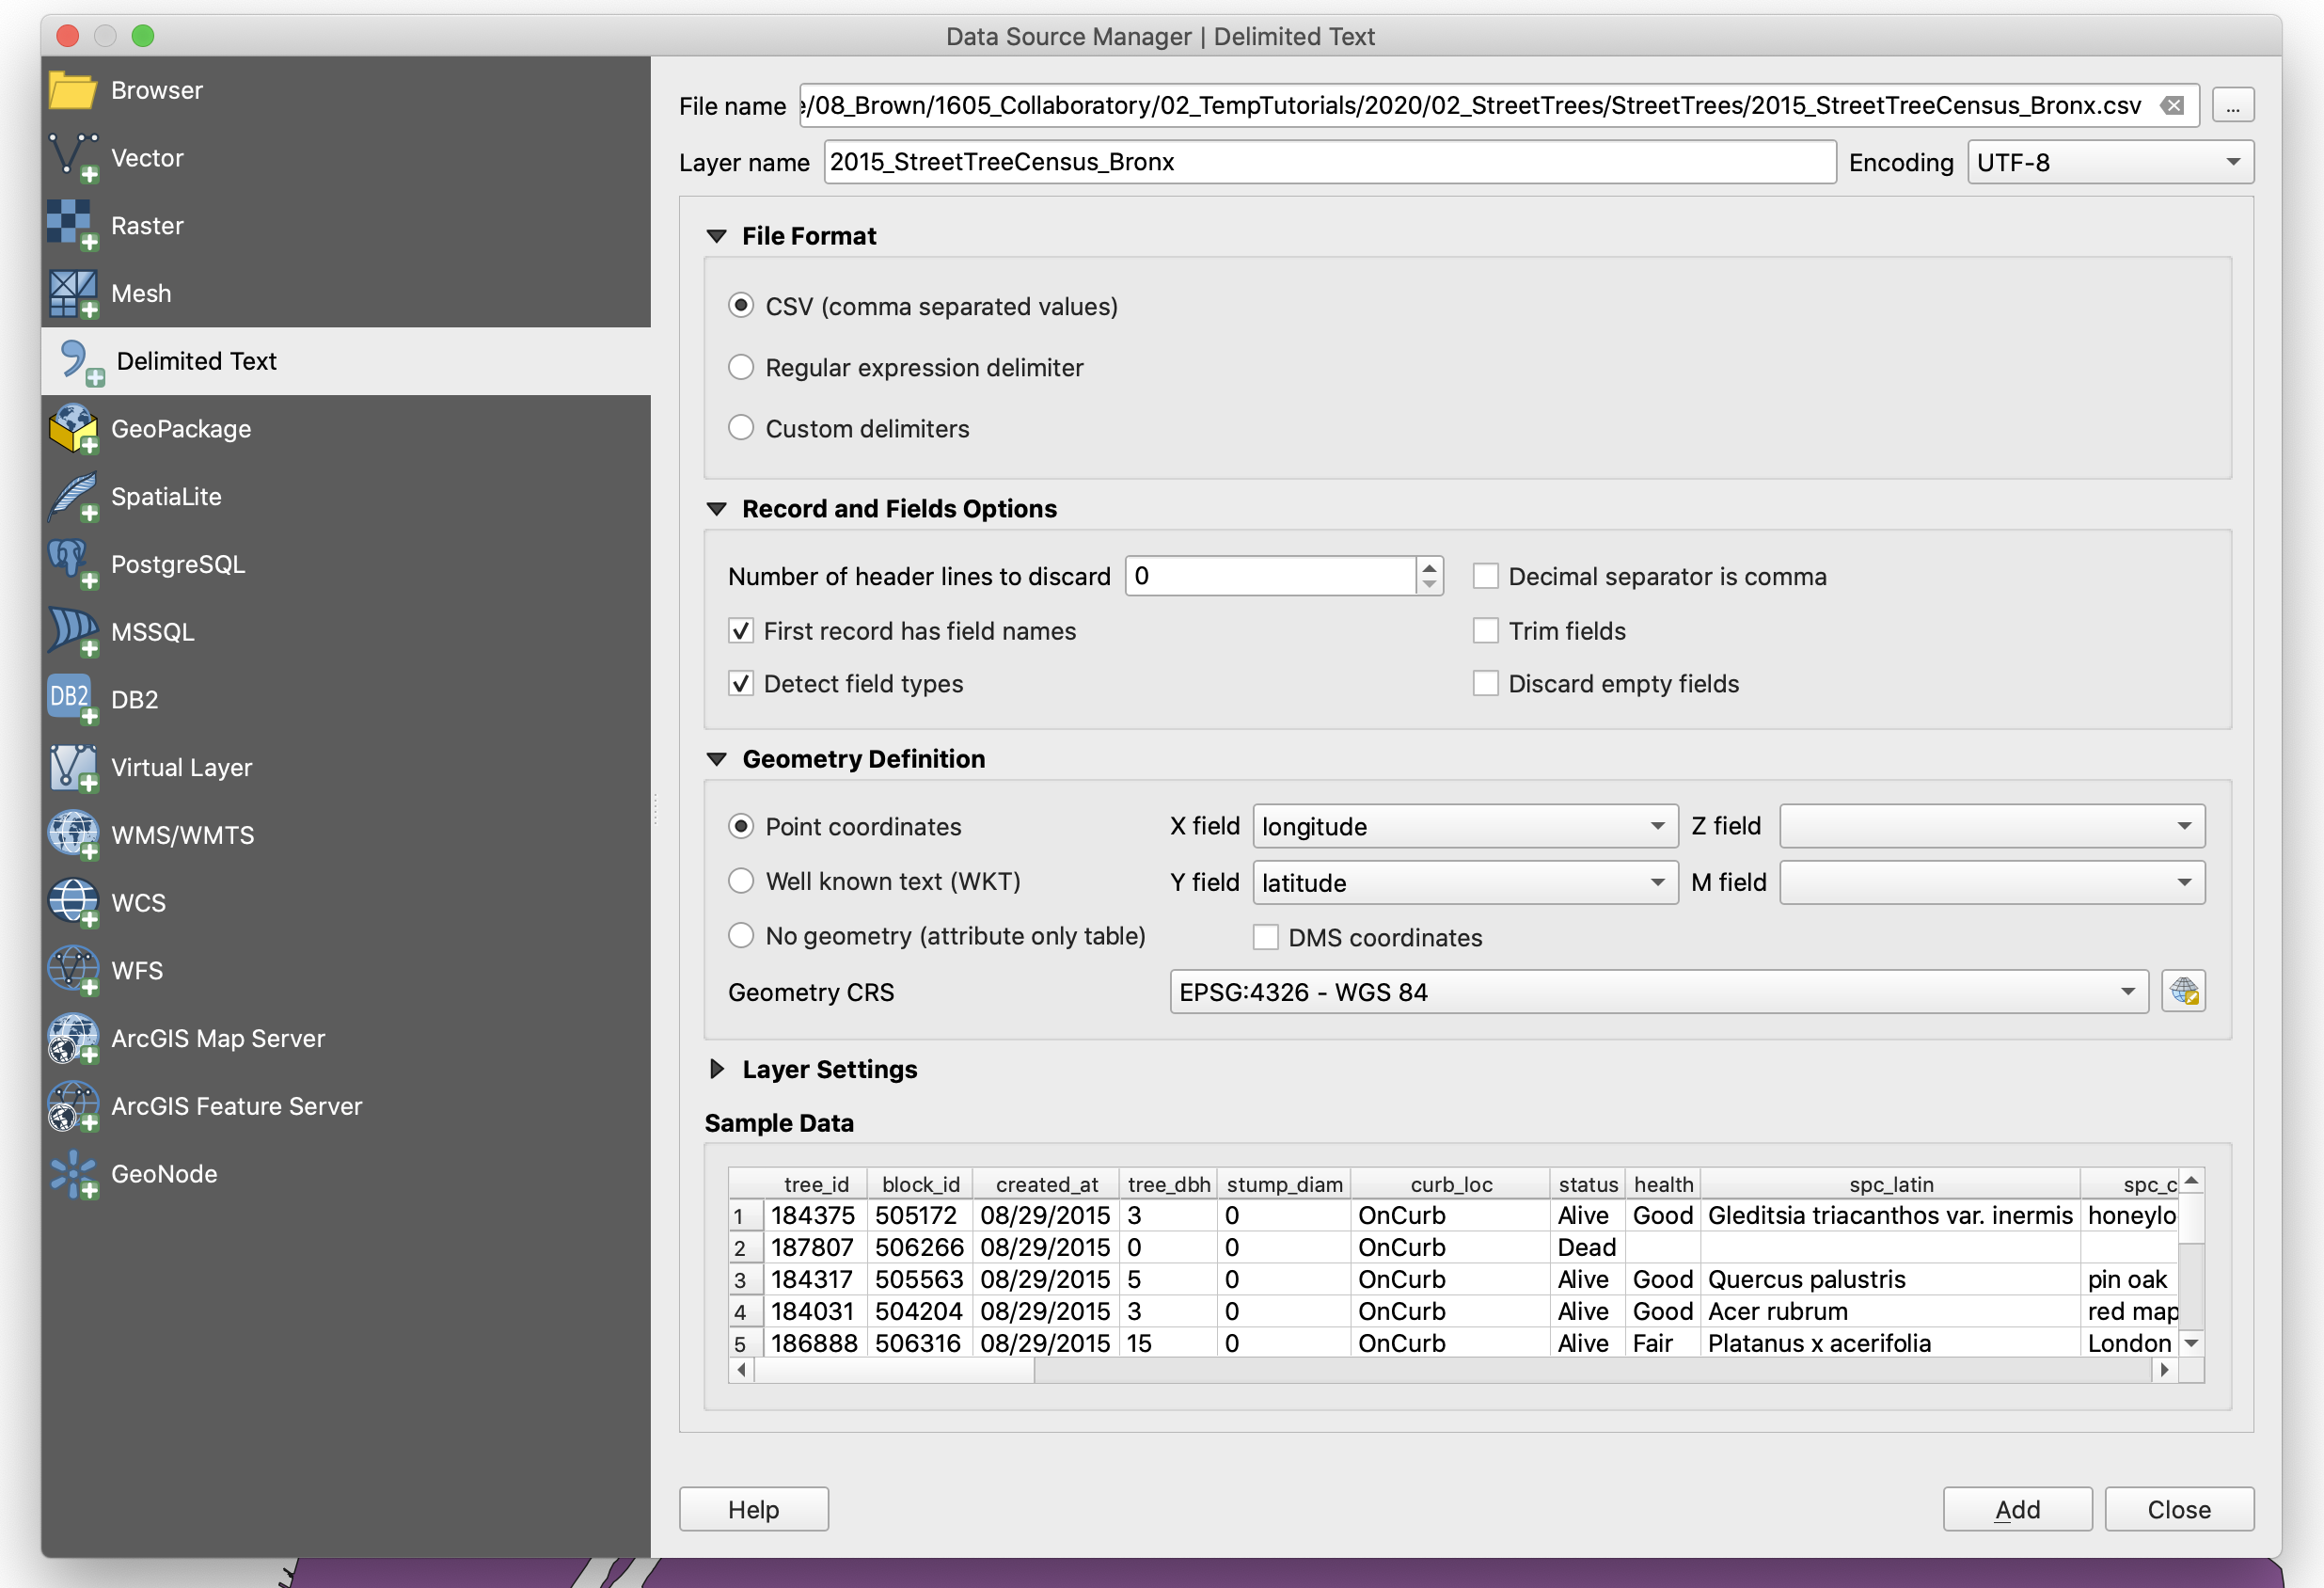 Data Source Manager | Delimited Text
Browser
Vector
Raster
Mesh
Delimited Text
GeoPackage
SpatiaLite
PostgreSQL
MSSQL
DB2
DB2
Virtual Layer
WMS/WMTS
WCS
WFS
ArcGIS Map Server
ArcGIS Feature Server
GeoNode
File name /08_Brown/1605_Collaboratory/02_TempTutorials/2020/02_StreetTrees/StreetTrees/2015_StreetTreeCensus_Bronx.csv ...
Layer name 2015_StreetTreeCensus_Bronx Encoding UTF-8
File Format
CSV (comma separated values)
Regular expression delimiter
Custom delimiters
Record and Fields Options
Number of header lines to discard 0 Decimal separator is comma
First record has field names Trim fields
Detect field types Discard empty fields
Geometry Definition
Point coordinates X field longitude Z field
Well known text (WKT) Y field latitude M field
No geometry (attribute only table) DMS coordinates
Geometry CRS EPSG:4326 - WGS 84
Layer Settings
Sample Data
tree_id block_id created_at tree_dbh stump_diam curb_loc status health spc_latin spc_c
1 184375 505172 08/29/2015 3 0 OnCurb Alive Good Gleditsia triacanthos var. inermis honeylo
2 187807 506266 08/29/2015 0 0 OnCurb Dead
3 184317 505563 08/29/2015 5 0 OnCurb Alive Good Quercus palustris pin oak
4 184031 504204 08/29/2015 3 0 OnCurb Alive Good Acer rubrum red map
5 186888 506316 08/29/2015 15 0 OnCurb Alive Fair Platanus x acerifolia London
Help Add Close